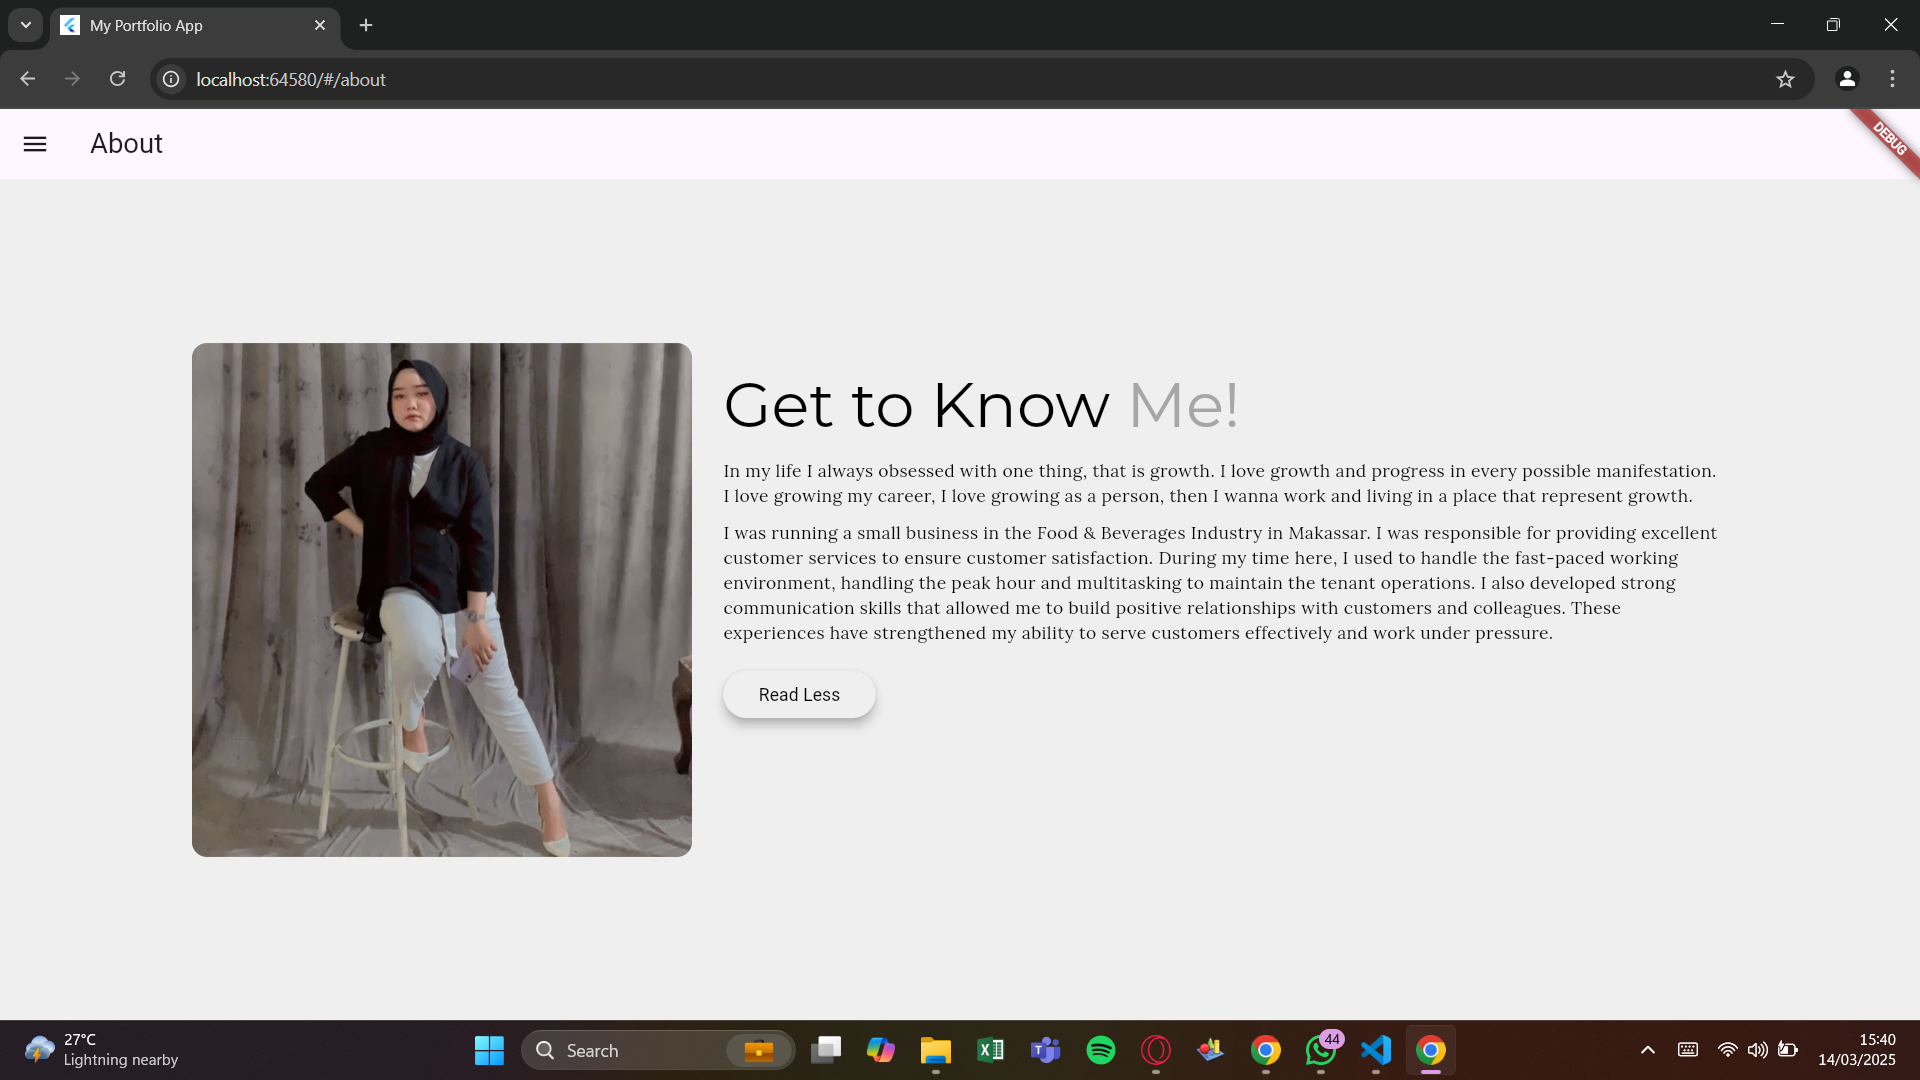 My Portfolio App
localhost:64580/#/about
About
DEBUG
Get to Know Me!
In my life I always obsessed with one thing, that is growth. I love growth and progress in every possible manifestation.
I love growing my career, I love growing as a person, then I wanna work and living in a place that represent growth.
I was running a small business in the Food & Beverages Industry in Makassar. I was responsible for providing excellent
customer services to ensure customer satisfaction. During my time here, I used to handle the fast-paced working
environment, handling the peak hour and multitasking to maintain the tenant operations. I also developed strong
communication skills that allowed me to build positive relationships with customers and colleagues. These
experiences have strengthened my ability to serve customers effectively and work under pressure.
Read Less
27°C
Lightning nearby
Search
44
15:40
14/03/2025